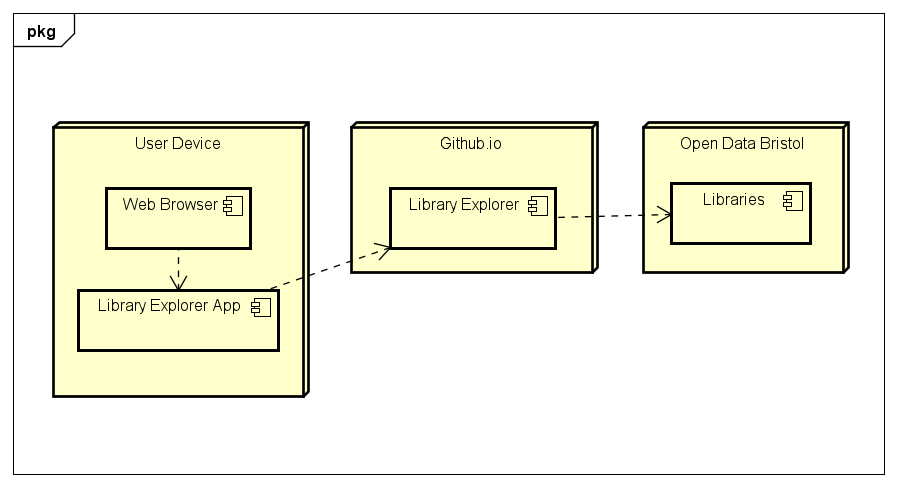 pkg
User Device
Web Browser
Library Explorer App
Github.io
Library Explorer
Open Data Bristol
Libraries